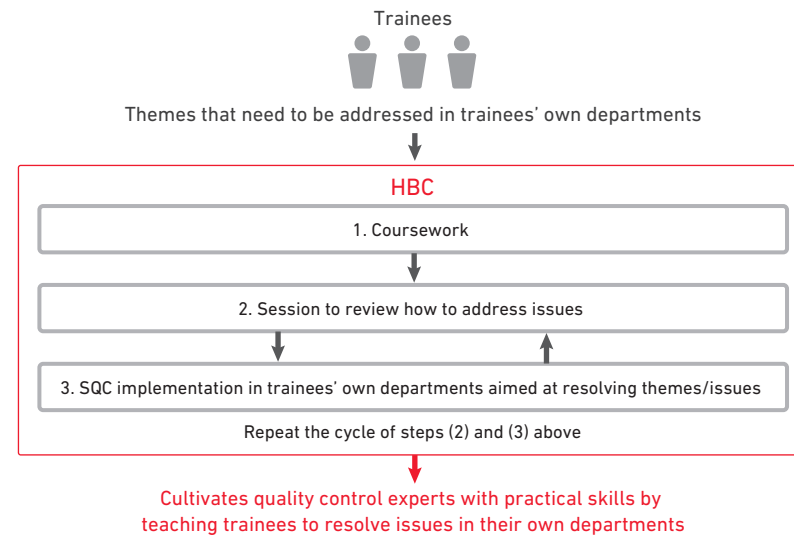 Trainees
Themes that need to be addressed in trainees’ own departments
HBC
1. Coursework
2. Session to review how to address issues
3. SQC implementation in trainees’ own departments aimed at resolving themes/issues
Repeat the cycle of steps (2) and (3) above
Cultivates quality control experts with practical skills by
teaching trainees to resolve issues in their own departments